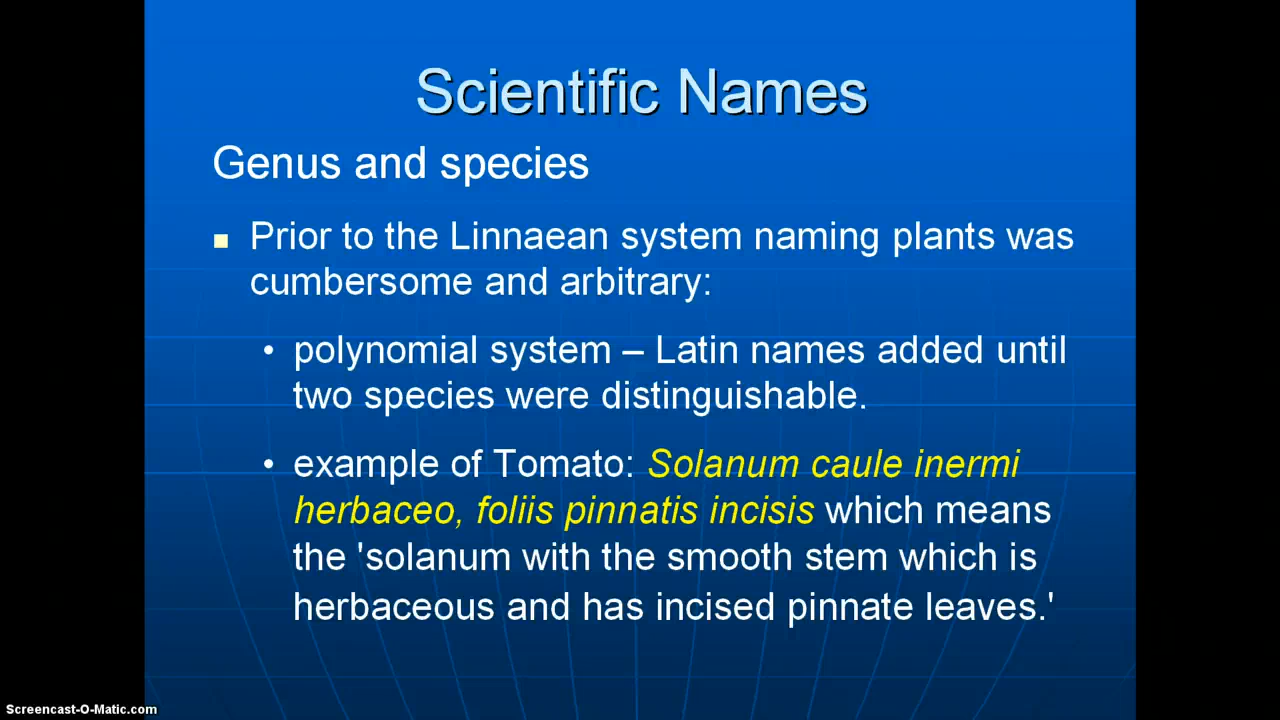 Scientific Names
Genus and species
Prior to the Linnaean system naming plants was
cumbersome and arbitrary:
• polynomial system – Latin names added until
two species were distinguishable.
• example of Tomato: Solanum caule inermi
herbaceo, foliis pinnatis incisis which means
the 'solanum with the smooth stem which is
herbaceous and has incised pinnate leaves.'
Screencast-O-Matic.com